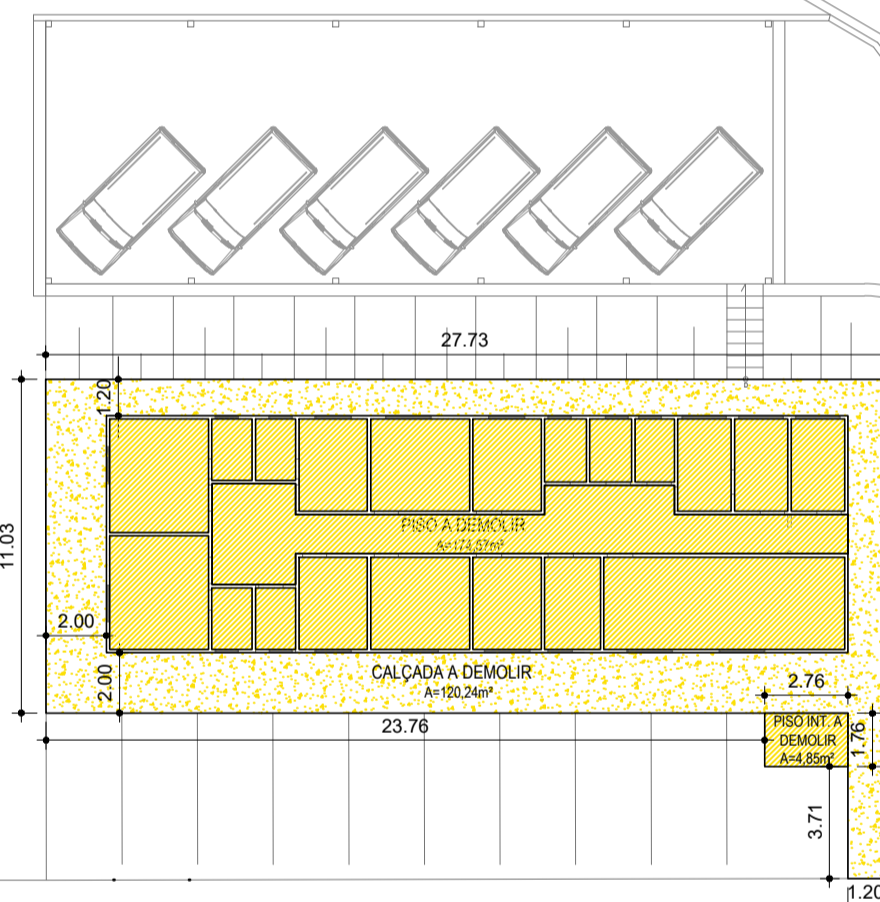 27.73
1.20
11.03
PISO A DEMOLIR
A=174,57m²
2.00
2.00
CALÇADA A DEMOLIR
A=120,24m²
2.76
23.76
PISO INT. A
DEMOLIR
A=4,85m²
1.76
3.71
1.20